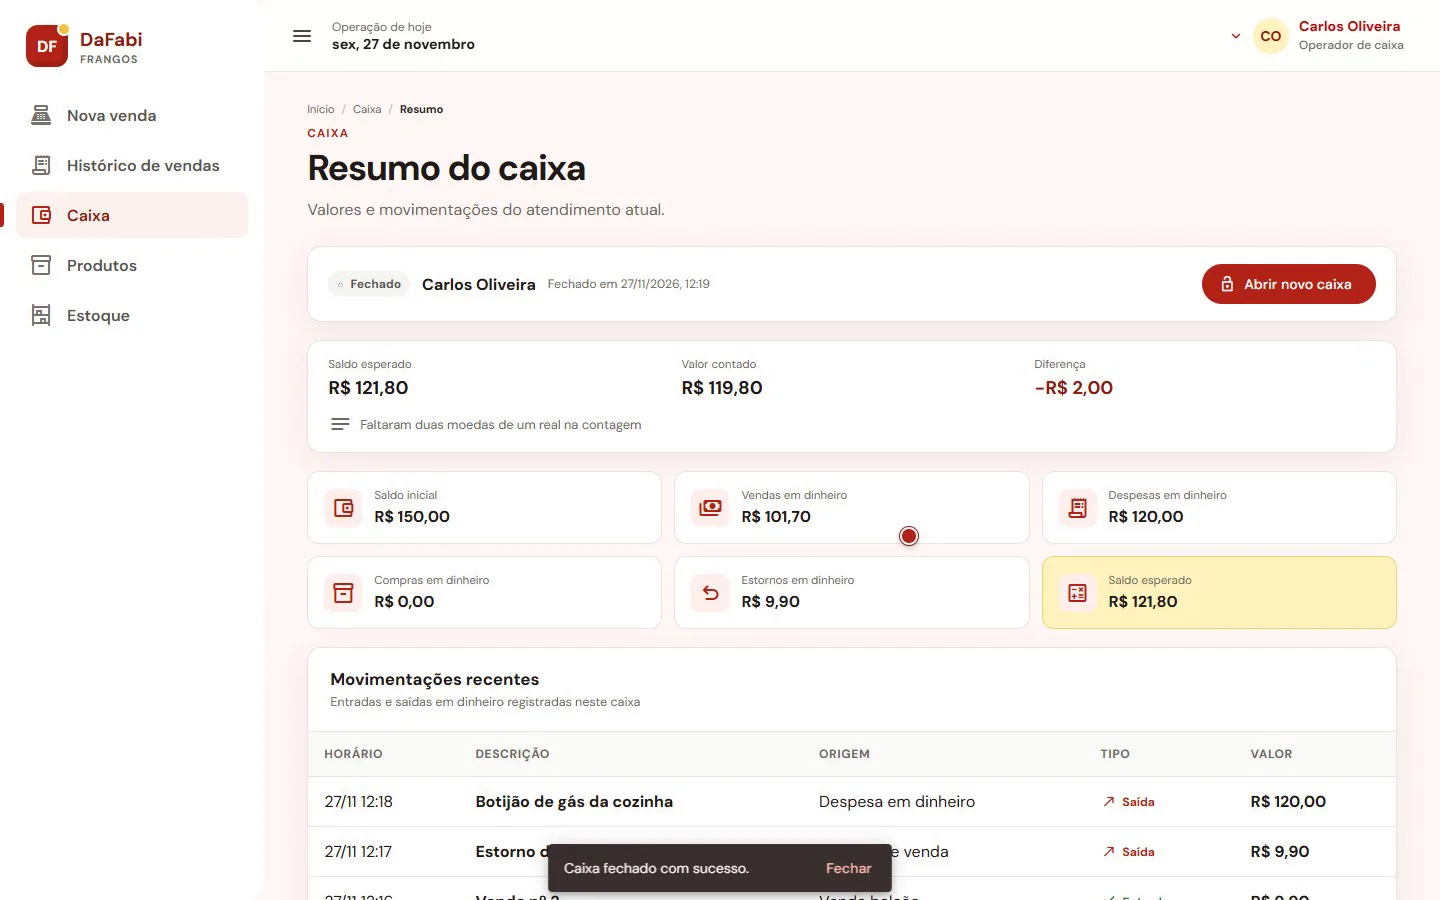 DF
DaFabi
FRANGOS
Nova venda
Histórico de vendas
Caixa
Produtos
Estoque
Operação de hoje
sex, 27 de novembro
CO
Carlos Oliveira
Operador de caixa
Início / Caixa / Resumo
CAIXA
Resumo do caixa
Valores e movimentações do atendimento atual.
Fechado
Carlos Oliveira
Fechado em 27/11/2026, 12:19
Abrir novo caixa
Saldo esperado
R$ 121,80
Valor contado
R$ 119,80
Diferença
-R$ 2,00
Faltaram duas moedas de um real na contagem
Saldo inicial
R$ 150,00
Vendas em dinheiro
R$ 101,70
Despesas em dinheiro
R$ 120,00
Compras em dinheiro
R$ 0,00
Estornos em dinheiro
R$ 9,90
Saldo esperado
R$ 121,80
Movimentações recentes
Entradas e saídas em dinheiro registradas neste caixa
HORÁRIO DESCRIÇÃO ORIGEM TIPO VALOR
27/11 12:18 Botijão de gás da cozinha Despesa em dinheiro Saída R$ 120,00
27/11 12:17 Estorno e venda Saída R$ 9,90
Caixa fechado com sucesso.
Fechar